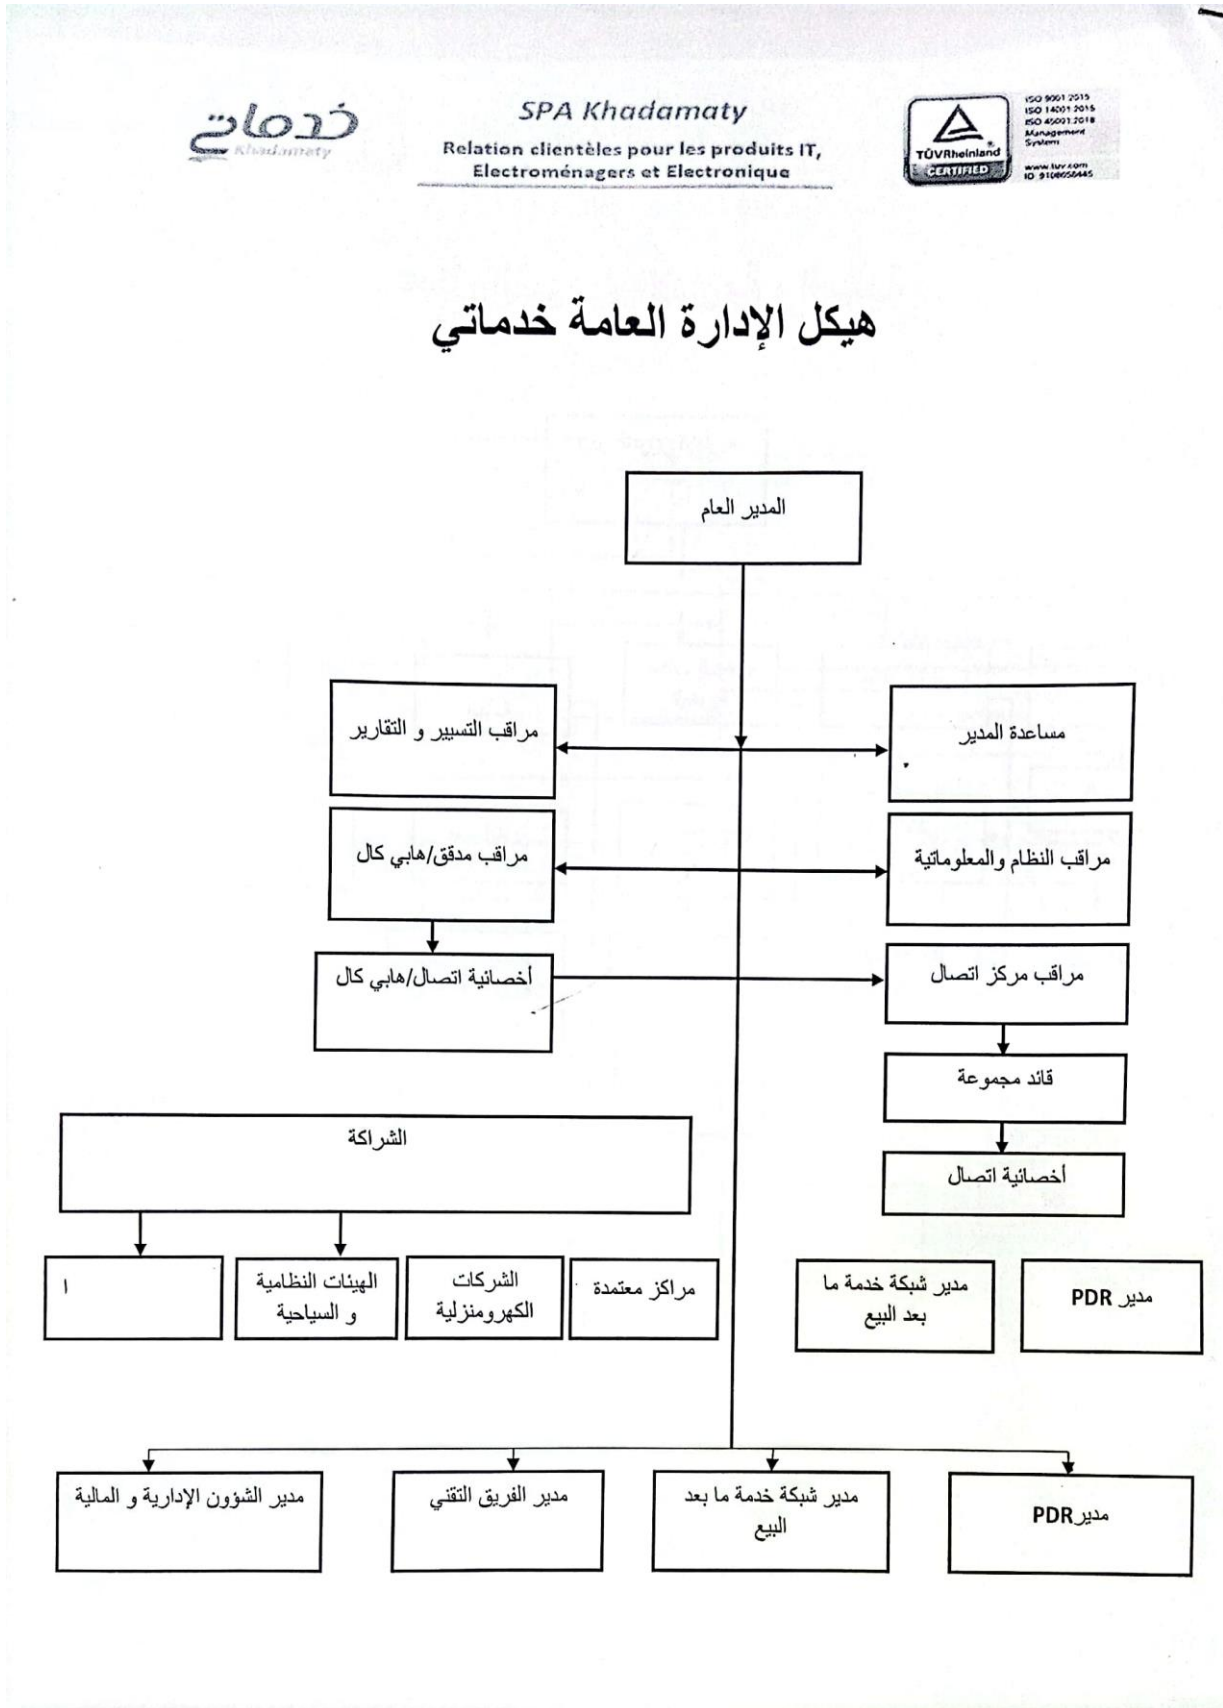 خدماتي
Khadamaty
SPA Khadamaty
Relation clientèles pour les produits IT,
Electroménagers et Electronique
TÜVRheinland
CERTIFIED
ISO 9001 2015
ISO 14001 2015
ISO 45001 2018
Management
System
www.tuv.com
ID 9108658445
هيكل الإدارة العامة خدماتي
المدير العام
مساعدة المدير
مراقب التسيير و التقارير
مراقب النظام والمعلوماتية
مراقب مدقق/هابي كال
مراقب مركز اتصال
أخصائية اتصال/هابي كال
قائد مجموعة
أخصائية اتصال
الشراكة
مدير PDR
مدير شبكة خدمة ما
بعد البيع
مراكز معتمدة
الشركات
الكهرومنزلية
الهيئات النظامية
و السياحية
ا
مديرPDR
مدير شبكة خدمة ما بعد
البيع
مدير الفريق التقني
مدير الشؤون الإدارية و المالية